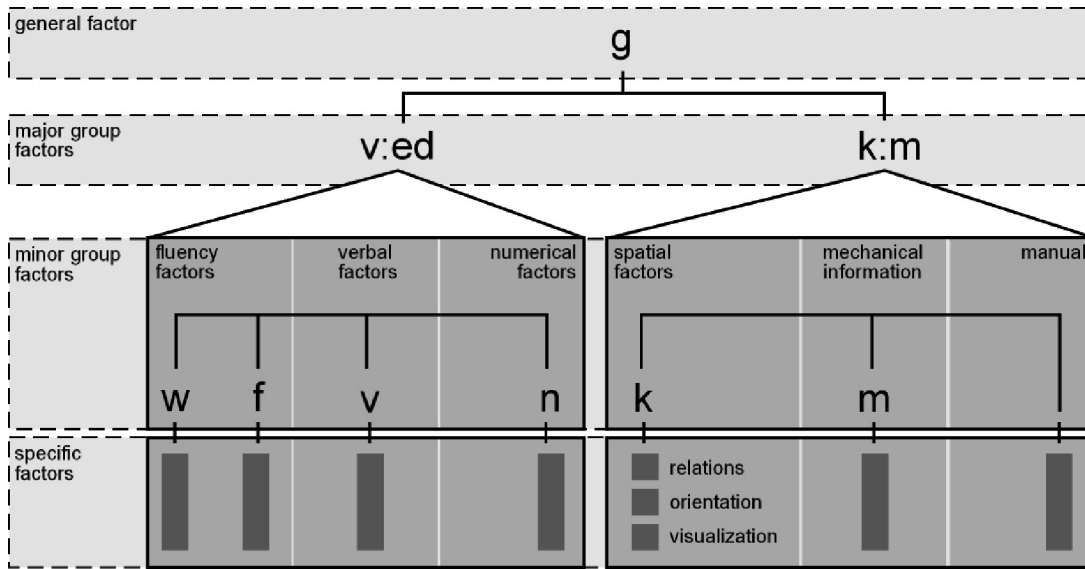 general factor
g
major group
factors
v:ed
k:m
minor group
factors
fluency
factors
verbal
factors
numerical
factors
spatial
factors
mechanical
information
manual
w
f
v
n
k
m
specific
factors
relations
orientation
visualization